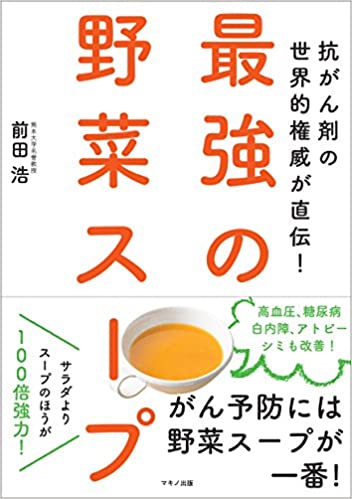 抗がん剤の
世界的権威が直伝！
最強の
野菜スープ
熊本大学名誉教授
前田 浩
高血圧、糖尿病
白内障、アトピー
シミも改善！
サラダより
スープのほうが
100倍強力！
がん予防には
野菜スープが
一番！
マキノ出版